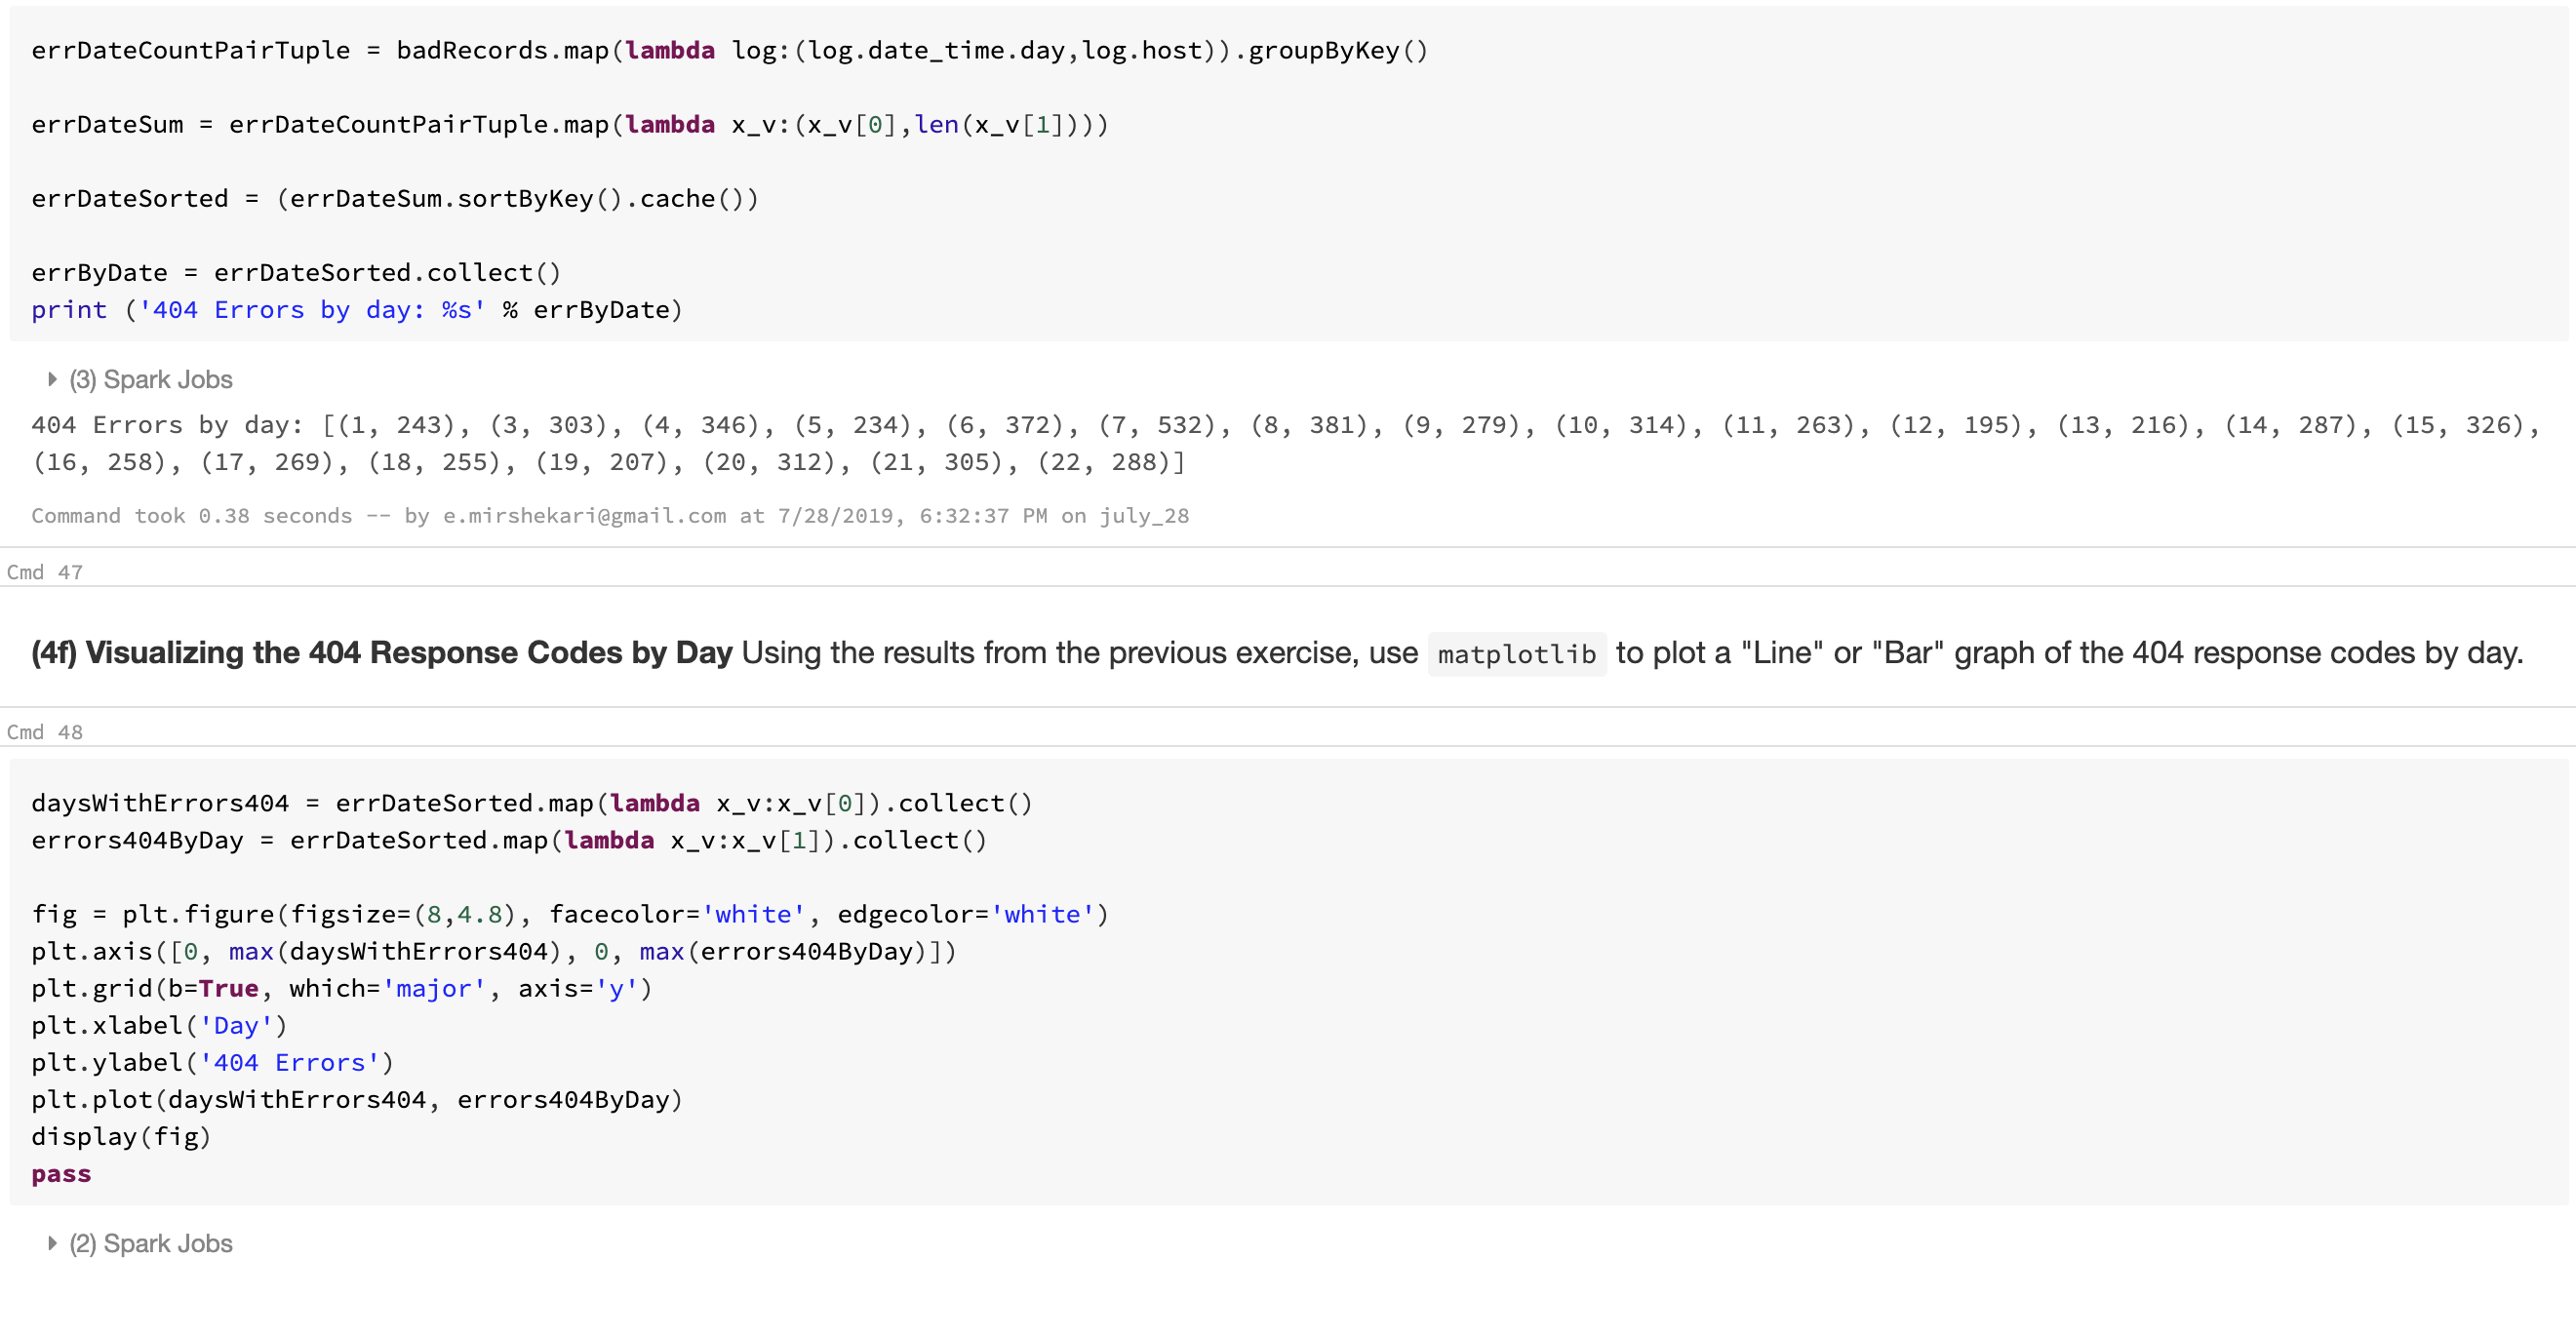 errDateCountPairTuple = badRecords.map(lambda log:(log.date_time.day,log.host)).groupByKey()
errDateSum = errDateCountPairTuple.map(lambda x_v:(x_v[0],len(x_v[1])))
errDateSorted = (errDateSum.sortByKey().cache())
errByDate = errDateSorted.collect()
print ('404 Errors by day: %s' % errByDate)
(3) Spark Jobs
404 Errors by day: [(1, 243), (3, 303), (4, 346), (5, 234), (6, 372), (7, 532), (8, 381), (9, 279), (10, 314), (11, 263), (12, 195), (13, 216), (14, 287), (15, 326),
(16, 258), (17, 269), (18, 255), (19, 207), (20, 312), (21, 305), (22, 288)]
Command took 0.38 seconds -- by e.mirshekari@gmail.com at 7/28/2019, 6:32:37 PM on july_28
Cmd 47
(4f) Visualizing the 404 Response Codes by Day Using the results from the previous exercise, use matplotlib to plot a "Line" or "Bar" graph of the 404 response codes by day.
Cmd 48
daysWithErrors404 = errDateSorted.map(lambda x_v:x_v[0]).collect()
errors404ByDay = errDateSorted.map(lambda x_v:x_v[1]).collect()
fig = plt.figure(figsize=(8,4.8), facecolor='white', edgecolor='white')
plt.axis([0, max(daysWithErrors404), 0, max(errors404ByDay)])
plt.grid(b=True, which='major', axis='y')
plt.xlabel('Day')
plt.ylabel('404 Errors')
plt.plot(daysWithErrors404, errors404ByDay)
display(fig)
pass
(2) Spark Jobs